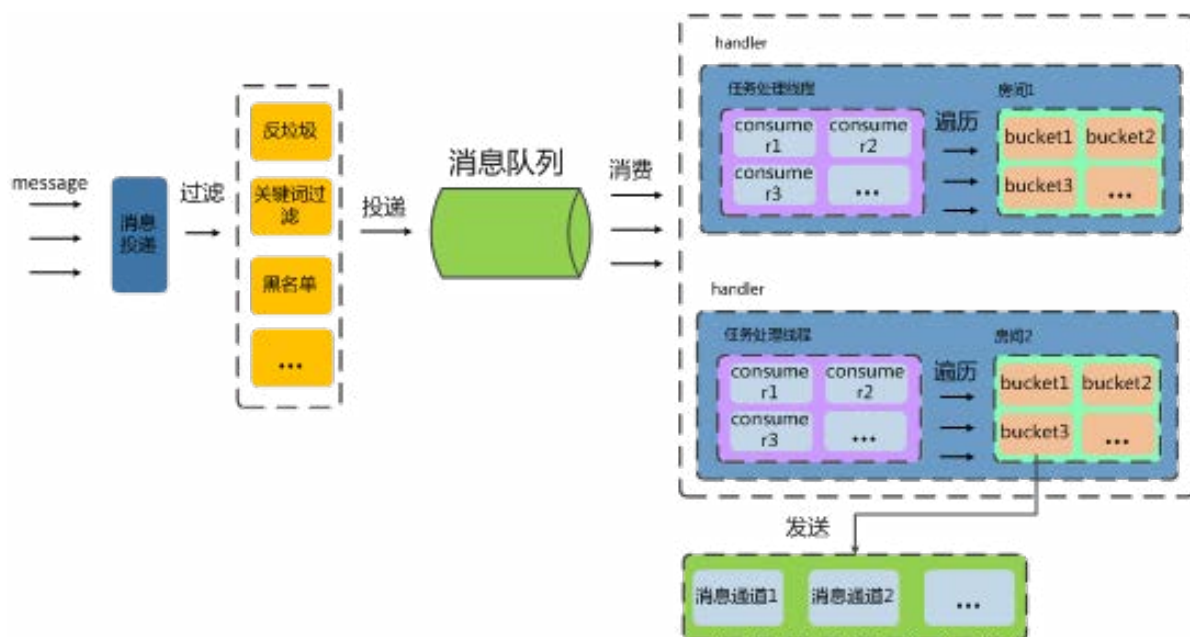 message
消息
投递
过滤
反垃圾
关键词过
滤
黑名单
...
投递
消息队列
消费
handler
任务处理线程
consume
r1
consume
r2
consume
r3
...
遍历
房间1
bucket1
bucket2
bucket3
...
handler
任务处理线程
consume
r1
consume
r2
consume
r3
...
遍历
房间2
bucket1
bucket2
bucket3
...
发送
消息通道1
消息通道2
...